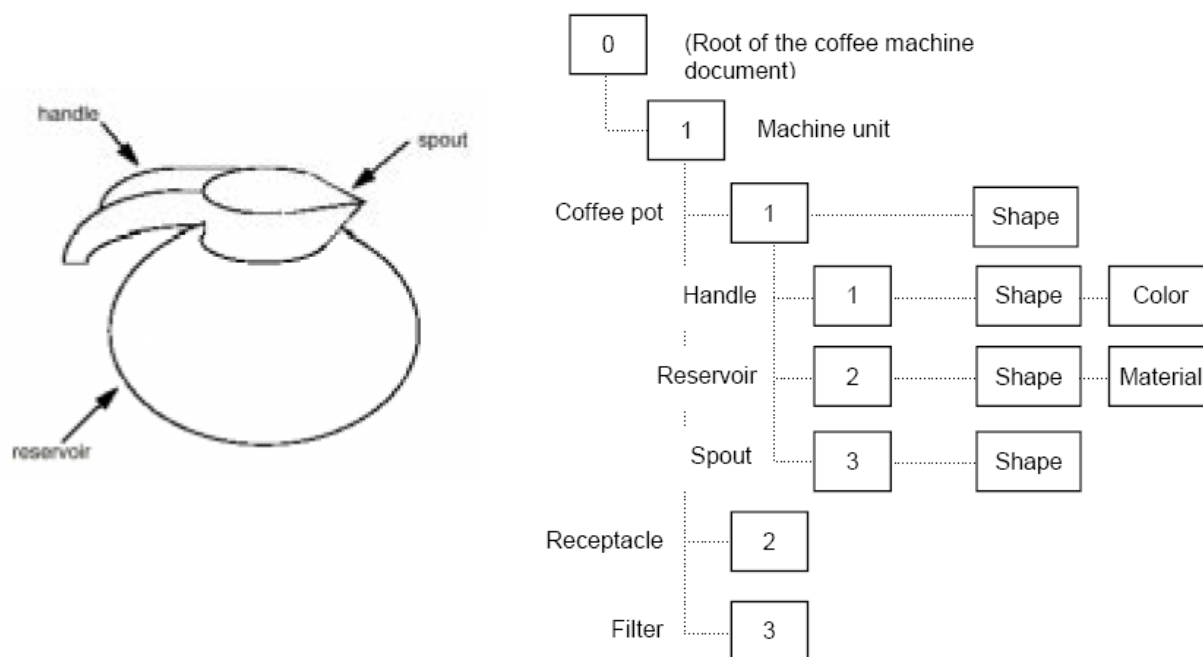 handle
spout
reservoir
0 (Root of the coffee machine
document)
1 Machine unit
Coffee pot 1 Shape
Handle 1 Shape Color
Reservoir 2 Shape Material
Spout 3 Shape
Receptacle 2
Filter 3